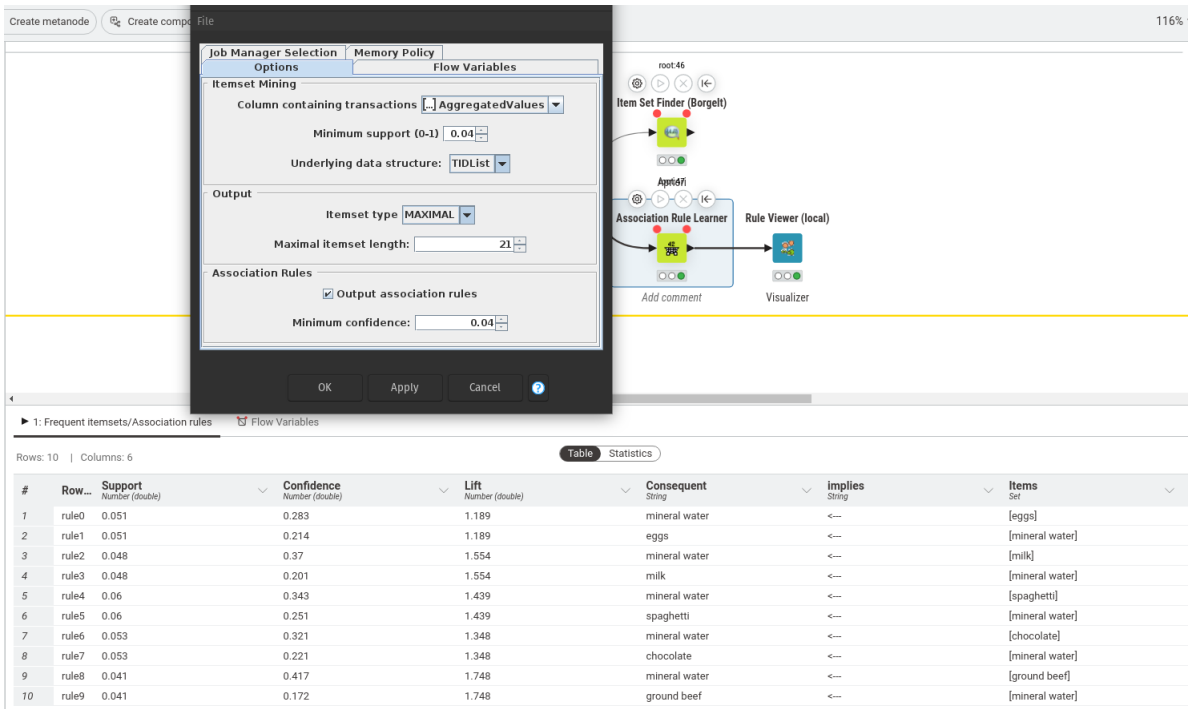 Create metanode
Create compo
File
116%
Job Manager Selection
Memory Policy
Options
Flow Variables
Itemset Mining
Column containing transactions [...] AggregatedValues
Minimum support (0-1) 0.04
Underlying data structure: TIDList
Output
Itemset type MAXIMAL
Maximal itemset length: 21
Association Rules
Output association rules
Minimum confidence: 0.04
OK
Apply
Cancel
?
root:46
Item Set Finder (Borgelt)
Association Rule Learner
Add comment
Rule Viewer (local)
Visualizer
1: Frequent itemsets/Association rules
Flow Variables
Rows: 10 | Columns: 6
Table
Statistics
# Row... Support Confidence Lift Consequent implies Items
Number (double) Number (double) Number (double) String String Set
1 rule0 0.051 0.283 1.189 mineral water <--- [eggs]
2 rule1 0.051 0.214 1.189 eggs <--- [mineral water]
3 rule2 0.048 0.37 1.554 mineral water <--- [milk]
4 rule3 0.048 0.201 1.554 milk <--- [mineral water]
5 rule4 0.06 0.343 1.439 mineral water <--- [spaghetti]
6 rule5 0.06 0.251 1.439 spaghetti <--- [mineral water]
7 rule6 0.053 0.321 1.348 mineral water <--- [chocolate]
8 rule7 0.053 0.221 1.348 chocolate <--- [mineral water]
9 rule8 0.041 0.417 1.748 mineral water <--- [ground beef]
10 rule9 0.041 0.172 1.748 ground beef <--- [mineral water]